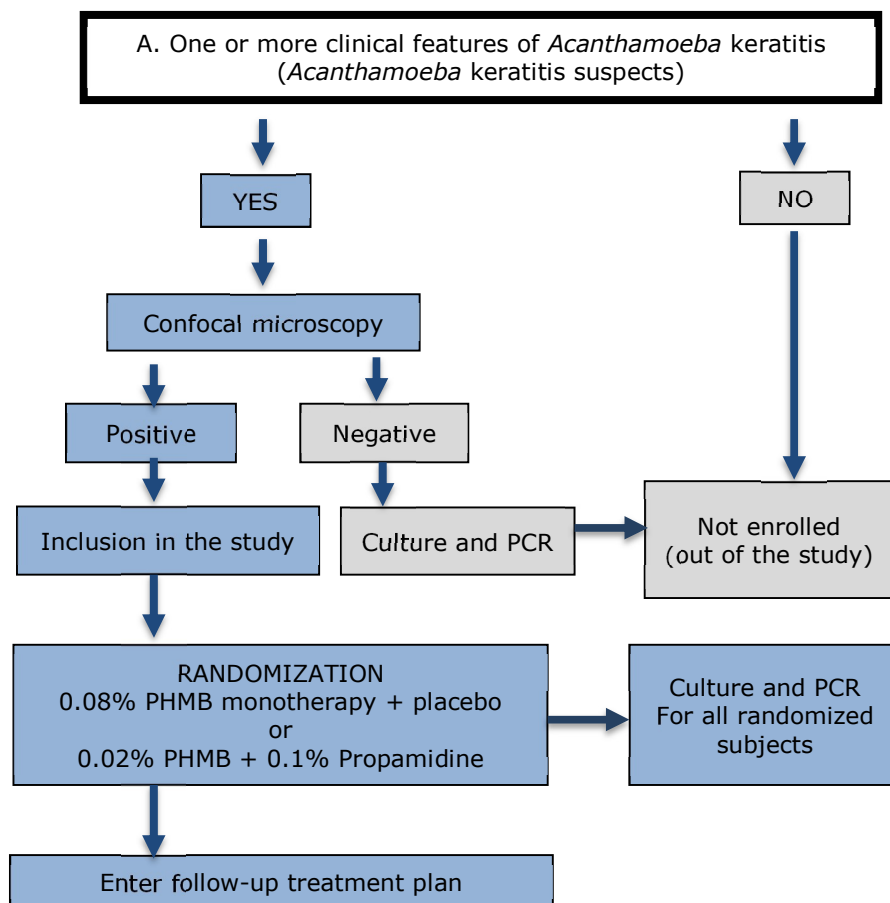 A. One or more clinical features of Acanthamoeba keratitis
(Acanthamoeba keratitis suspects)
YES
NO
Confocal microscopy
Positive
Negative
Inclusion in the study
Culture and PCR
Not enrolled
(out of the study)
RANDOMIZATION
0.08% PHMB monotherapy + placebo
or
0.02% PHMB + 0.1% Propamidine
Culture and PCR
For all randomized
subjects
Enter follow-up treatment plan